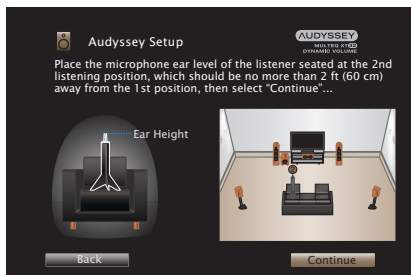 Audyssey Setup
AUDYSSEY
MULTEQ XT32
DYNAMIC VOLUME
Place the microphone ear level of the listener seated at the 2nd
listening position, which should be no more than 2 ft (60 cm)
away from the 1st position, then select “Continue”...
Ear Height
Back
Continue